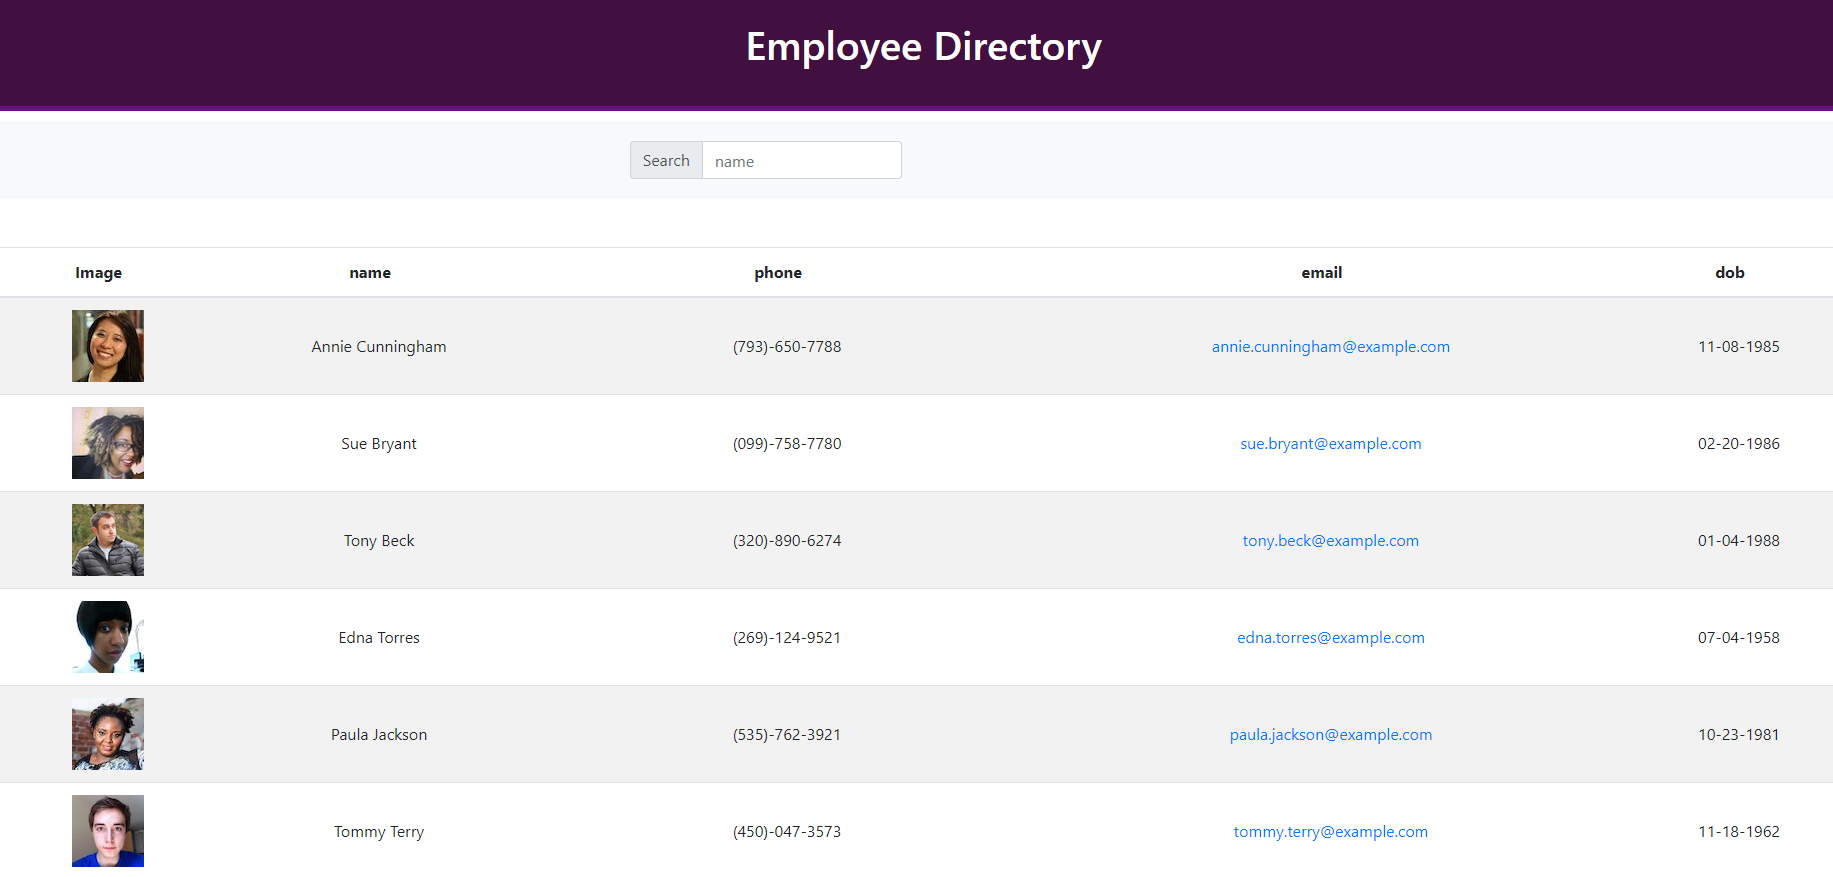 Employee Directory
Search name
Image name phone email dob
Annie Cunningham (793)-650-7788 annie.cunningham@example.com 11-08-1985
Sue Bryant (099)-758-7780 sue.bryant@example.com 02-20-1986
Tony Beck (320)-890-6274 tony.beck@example.com 01-04-1988
Edna Torres (269)-124-9521 edna.torres@example.com 07-04-1958
Paula Jackson (535)-762-3921 paula.jackson@example.com 10-23-1981
Tommy Terry (450)-047-3573 tommy.terry@example.com 11-18-1962